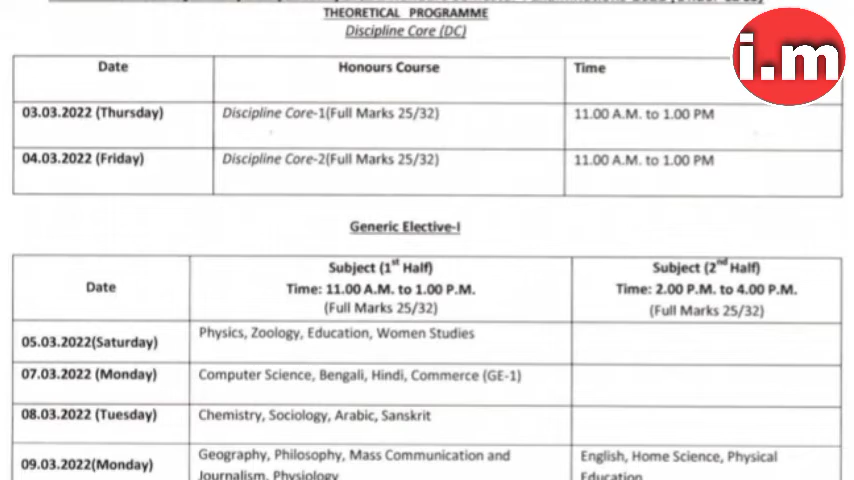 THEORETICAL PROGRAMME
Discipline Core (DC)
i.m
Date Honours Course Time
03.03.2022 (Thursday) Discipline Core-1(Full Marks 25/32) 11.00 A.M. to 1.00 PM
04.03.2022 (Friday) Discipline Core-2(Full Marks 25/32) 11.00 A.M. to 1.00 PM
Generic Elective-I
Date Subject (1st Half) Subject (2nd Half)
Time: 11.00 A.M. to 1.00 P.M. Time: 2.00 P.M. to 4.00 P.M.
(Full Marks 25/32) (Full Marks 25/32)
05.03.2022(Saturday) Physics, Zoology, Education, Women Studies
07.03.2022 (Monday) Computer Science, Bengali, Hindi, Commerce (GE-1)
08.03.2022 (Tuesday) Chemistry, Sociology, Arabic, Sanskrit
09.03.2022(Monday) Geography, Philosophy, Mass Communication and English, Home Science, Physical
Journalism, Physiology Education